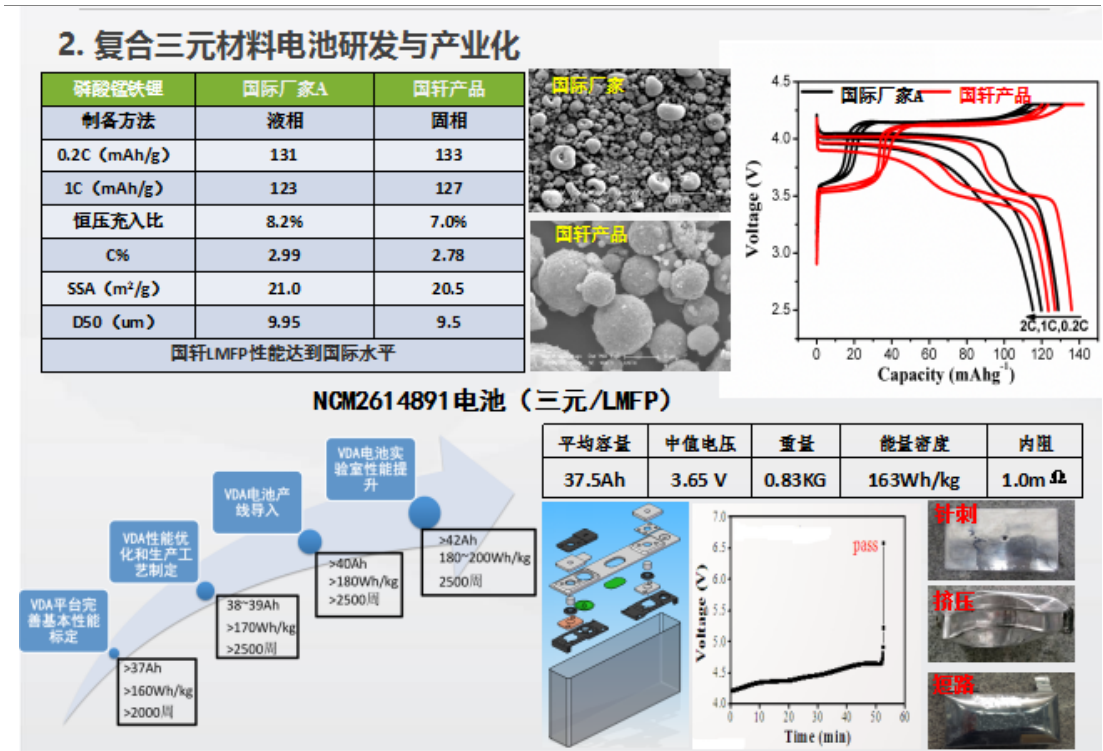 2. 复合三元材料电池研发与产业化
磷酸锰铁锂 国际厂家A 国轩产品
制备方法 液相 固相
0.2C（mAh/g） 131 133
1C（mAh/g） 123 127
恒压充入比 8.2% 7.0%
C% 2.99 2.78
SSA（m²/g） 21.0 20.5
D50（um） 9.95 9.5
国轩LMFP性能达到国际水平
国际厂家
国轩产品
国际厂家A 国轩产品
Voltage (V)
4.5
4.0
3.5
3.0
2.5
2C,1C,0.2C
0 20 40 60 80 100 120 140
Capacity (mAhg⁻¹)
NCM2614891电池（三元/LMFP）
VDA平台完
善基本性能
标定
>37Ah
>160Wh/kg
>2000周
VDA性能优
化和生产工
艺制定
38~39Ah
>170Wh/kg
>2500周
VDA电池产
线导入
>40Ah
>180Wh/kg
>2500周
VDA电池实
验室性能提
升
>42Ah
180~200Wh/kg
2500周
平均容量 中值电压 重量 能量密度 内阻
37.5Ah 3.65 V 0.83KG 163Wh/kg 1.0mΩ
Voltage (V)
7.0
6.5
6.0
5.5
5.0
4.5
4.0
pass
0 10 20 30 40 50 60
Time (min)
针刺
挤压
短路